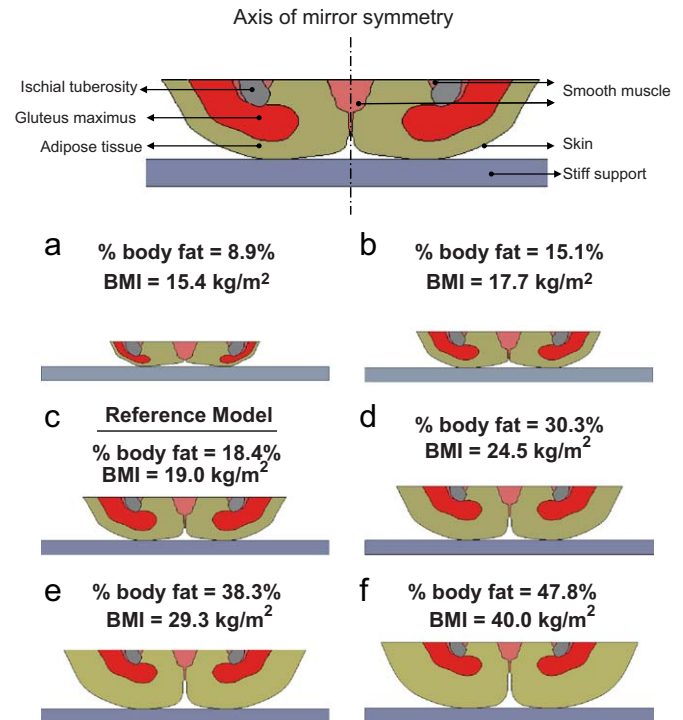 Axis of mirror symmetry
Ischial tuberosity
Smooth muscle
Gluteus maximus
Adipose tissue
Skin
Stiff support
a
% body fat = 8.9%
BMI = 15.4 kg/m²
b
% body fat = 15.1%
BMI = 17.7 kg/m²
c
Reference Model
% body fat = 18.4%
BMI = 19.0 kg/m²
d
% body fat = 30.3%
BMI = 24.5 kg/m²
e
% body fat = 38.3%
BMI = 29.3 kg/m²
f
% body fat = 47.8%
BMI = 40.0 kg/m²